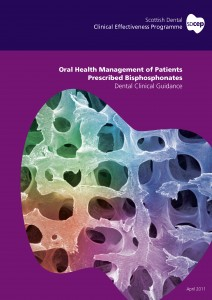 Scottish Dental
Clinical Effectiveness Programme
sdcep
Oral Health Management of Patients
Prescribed Bisphosphonates
Dental Clinical Guidance
April 2011